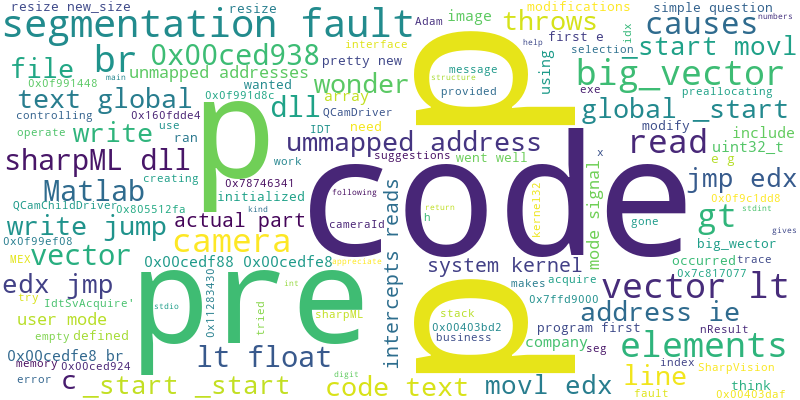 resize new_size
resize
segmentation fault
Adam
image
modifications
simple question
throws
first e
causes
_idx
numbers
br
0x00ced938
d
interface
selection
_start movl
file
unmapped addresses
pretty new
help
structure
using
big_vector
0x0f991448
main
wanted
wonder
message
exe
preallocating
text global
0x0f991d8c
array
provided
global _start
controlling
0x160fdde4
dll
QCamDriver
modify
include
operate
write
use
p
IDT
need
ran
ummapped address
read
uint32_t
creating
code
x
e g
sharpML dll
0x78746341
suggestions
went well
work
initialized
mode signal
jmp edx
Matlab
following
kernel32
0x0f9c1dd8
QCamChildDriver
0x805512fa
return
kind
h
gone
gt
stdint
write jump
actual part
cameraId
intercepts reads
0x0f99ef08
camera
big_wector
gives
MEX
vector
0x00cedf88 0x00cedfe8
appreciate
system kernel
occurred
trace
0x7c817077
edx jmp
pre
int
d
makes
acquire
vector lt
try
IdtSvAcquire'
0x11283430
stdio
sharpML
stack
0x7ffd9000
user mode
tried
0x00403bd2
program first
address ie
empty
defined
business
company
nResult
0x00cedfe8 br
lt float
seg
line
elements
memory
0x00ced924
index
SharpVision
error
c
_start _start
digit
code text
movl edx
fault
think
0x00403daf